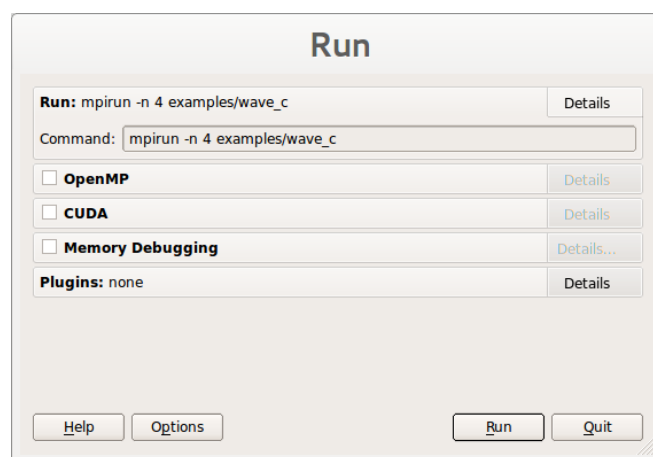 Run
Run: mpirun -n 4 examples/wave_c Details
Command: mpirun -n 4 examples/wave_c
OpenMP Details
CUDA Details
Memory Debugging Details...
Plugins: none Details
Help Options Run Quit